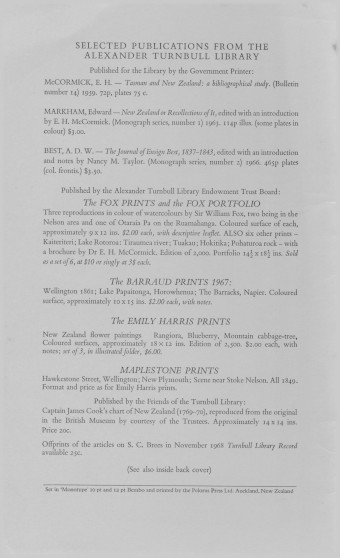 SELECTED PUBLICATIONS FROM THE
ALEXANDER TURNBULL LIBRARY
Published for the Library by the Government Printer:
McCORMICK, E. H. — Tasman and New Zealand: a bibliographical study. (Bulletin
number 14) 1959. 72p, plates 75 c.
MARKHAM, Edward — New Zealand or Recollections of It, edited with an introduction
by E. H. McCormick. (Monograph series, number 1) 1963. 114p illus. (some plates in
colour) $3.00.
BEST, A. D. W. — The Journal of Ensign Best, 1837-1843, edited with an introduction
and notes by Nancy M. Taylor. (Monograph series, number 2) 1966. 465p plates
(col. frontis.) $3.50.
Published by the Alexander Turnbull Library Endowment Trust Board:
The FOX PRINTS and the FOX PORTFOLIO
Three reproductions in colour of watercolours by Sir William Fox, two being in the
Nelson area and one of Otaraia Pa on the Ruamahanga. Coloured surface of each,
approximately 9 x 12 ins. $2.00 each, with descriptive leaflet. ALSO six other prints –
Kaiteriteri; Lake Rotoroa; Tiraumea river; Tuakau; Hokitika; Pohaturoa rock – with
a brochure by Dr E. H. McCormick. Edition of 2,000. Portfolio 14½ x 18½ ins. Sold
as a set of 6, at $10 or singly at 3$ each.
The BARRAUD PRINTS 1967:
Wellington 1861; Lake Papaitonga, Horowhenua; The Barracks, Napier. Coloured
surface, approximately 10 x 15 ins. $2.00 each, with notes.
The EMILY HARRIS PRINTS
New Zealand flower paintings Rangiora, Blueberry, Mountain cabbage-tree,
Coloured surfaces, approximately 18 x 12 ins. Edition of 2,500. $2.00 each, with
notes; set of 3, in illustrated folder, $6.00.
MAPLESTONE PRINTS
Hawkestone Street, Wellington; New Plymouth; Scene near Stoke Nelson. All 1849.
Format and price as for Emily Harris prints.
Published by the Friends of the Turnbull Library:
Captain James Cook's chart of New Zealand (1769-70), reproduced from the original
in the British Museum by courtesy of the Trustees. Approximately 14 x 14 ins.
Price 20c.
Offprints of the articles on S. C. Brees in November 1968 Turnbull Library Record
available 25c.
(See also inside back cover)
Set in 'Monotype' 10 pt and 12 pt Bembo and printed by the Pelorus Press Ltd. Auckland, New Zealand